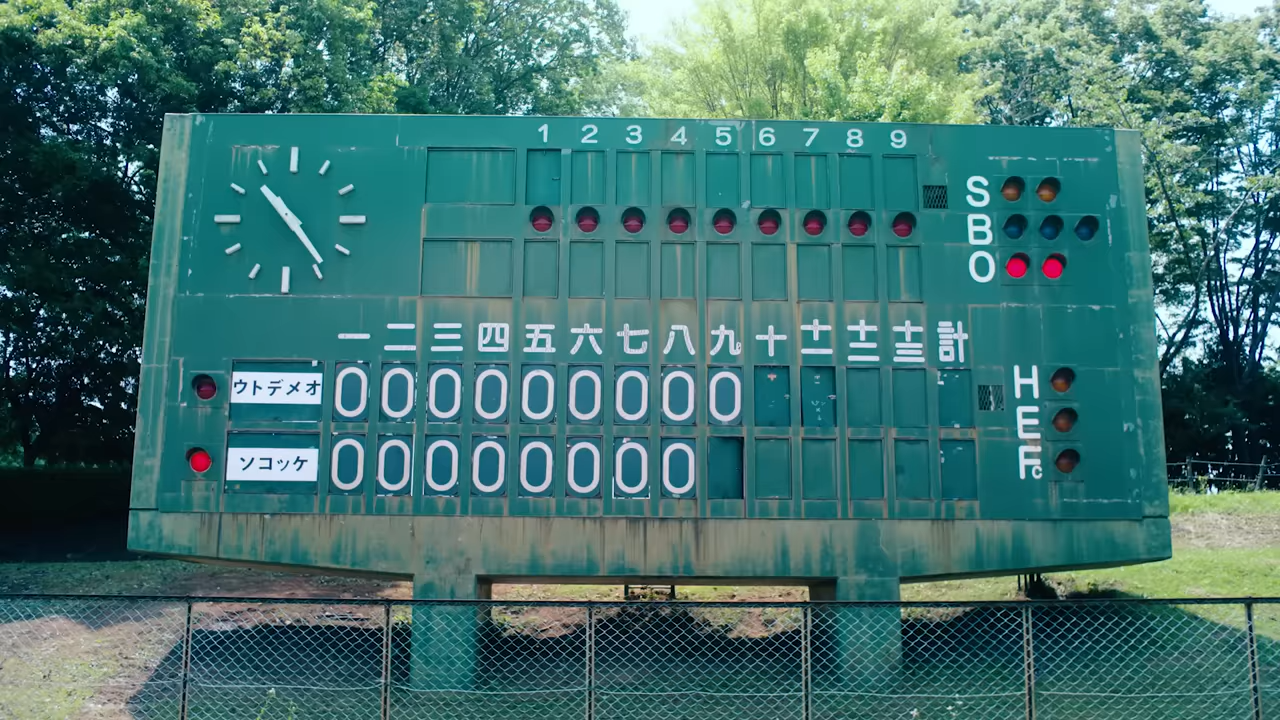 1 2 3 4 5 6 7 8 9
S
B
O
一 二 三 四 五 六 七 八 九 十 十一 十二 十三 計
ウトデメオ 0 0 0 0 0 0 0 0 0
ソコッケ 0 0 0 0 0 0 0 0
H
E
Fc